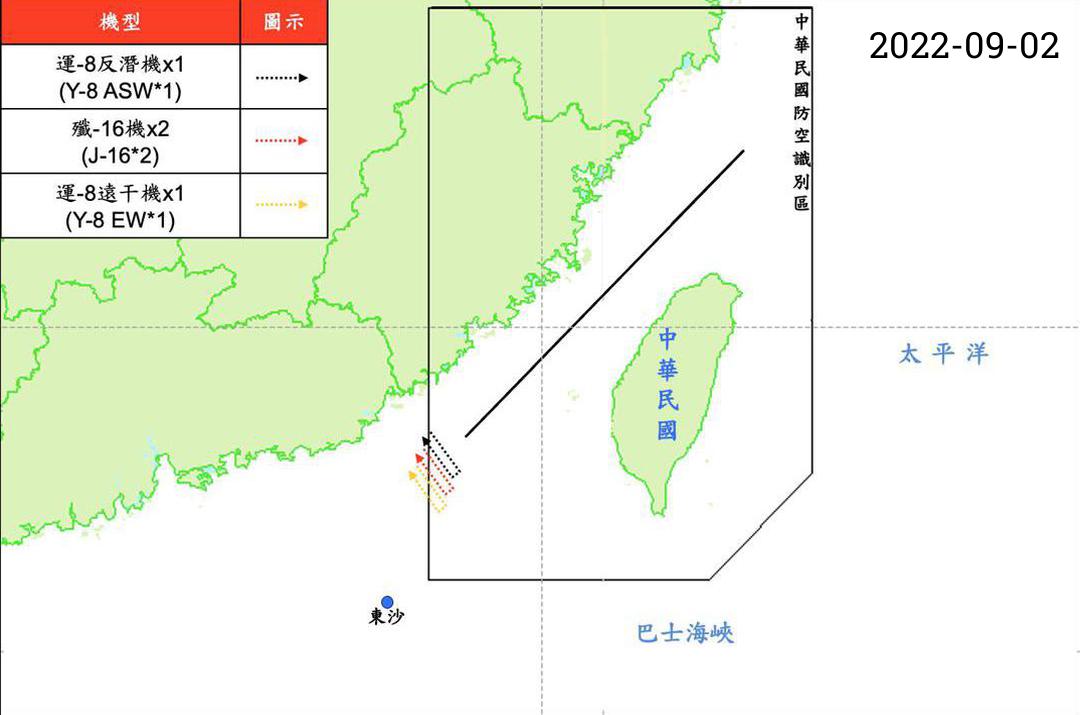 機型 圖示
運-8反潛機x1
(Y-8 ASW*1)
殲-16機x2
(J-16*2)
運-8遠干機x1
(Y-8 EW*1)
2022-09-02
中華民國防空識別區
中華民國
太平洋
東沙
巴士海峽